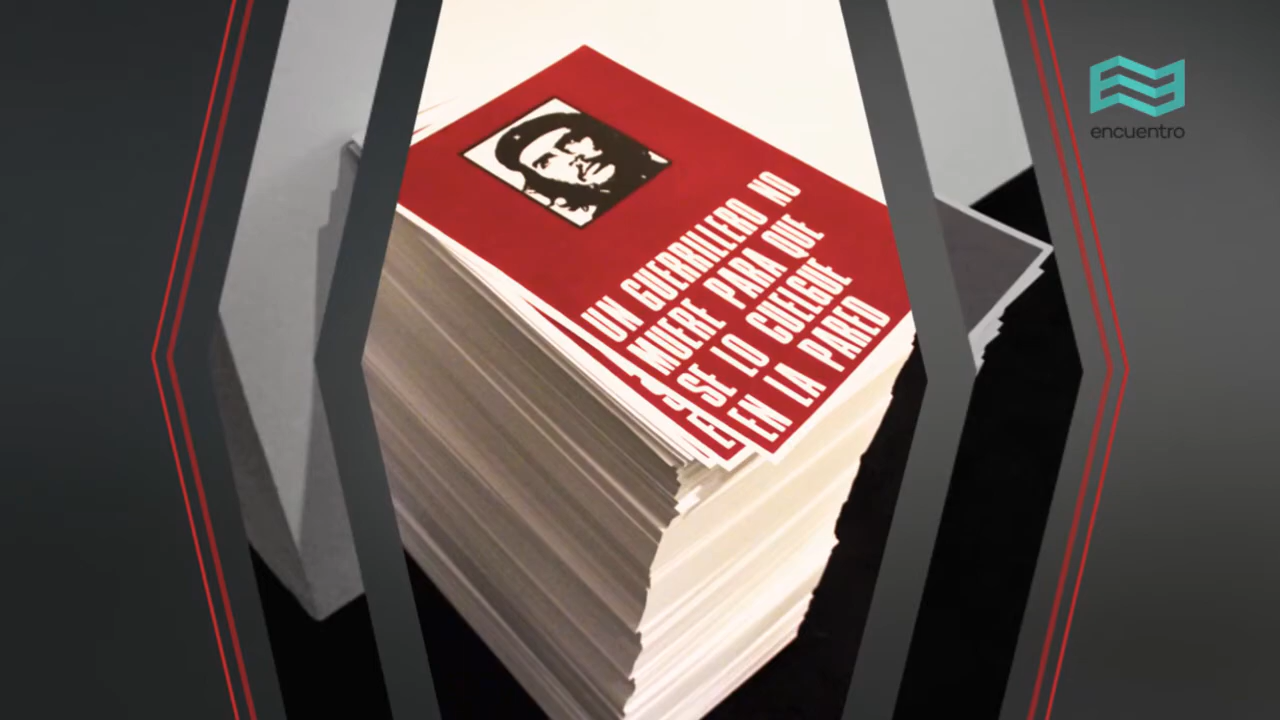 encuentro
UN GUERRILLERO NO
MUERE PARA QUE
SE LO CUELGUE
EN LA PARED